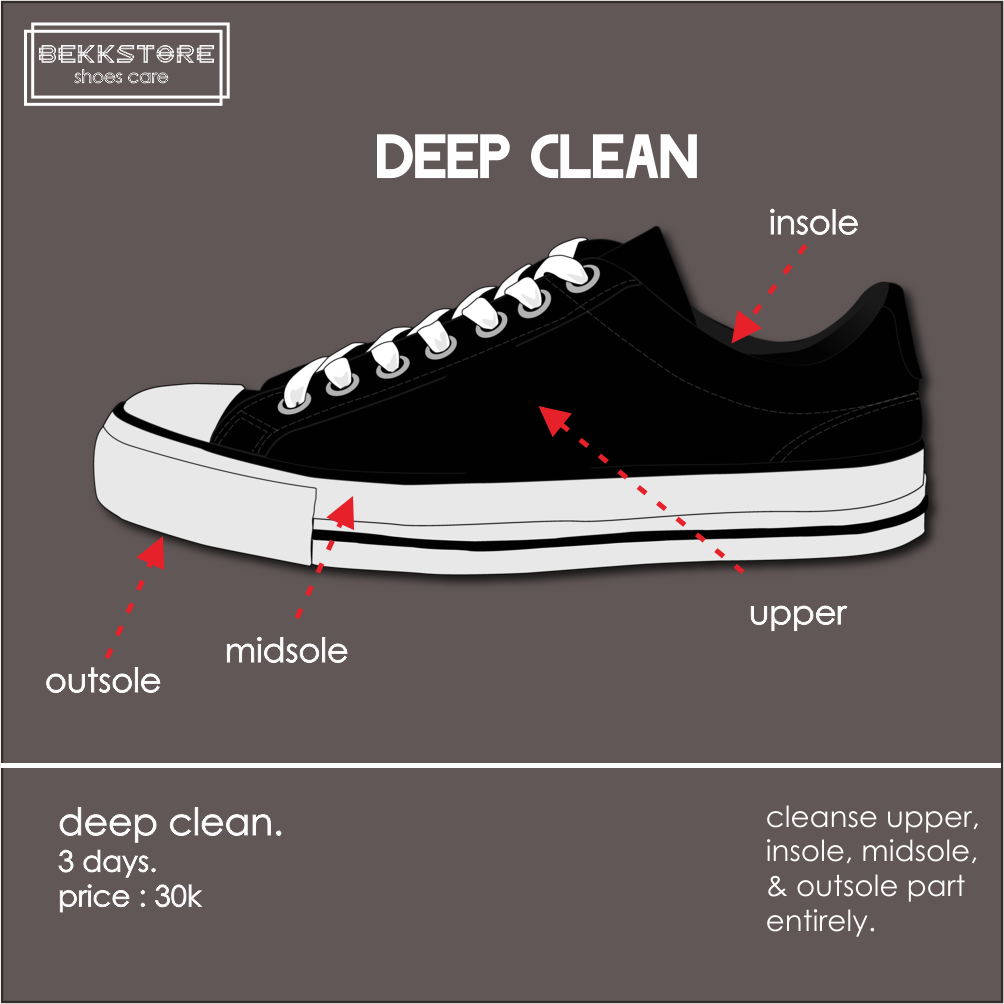 BEKKSTORE
shoes care
DEEP CLEAN
insole
upper
midsole
outsole
deep clean.
3 days.
price : 30k
cleanse upper,
insole, midsole,
& outsole part
entirely.